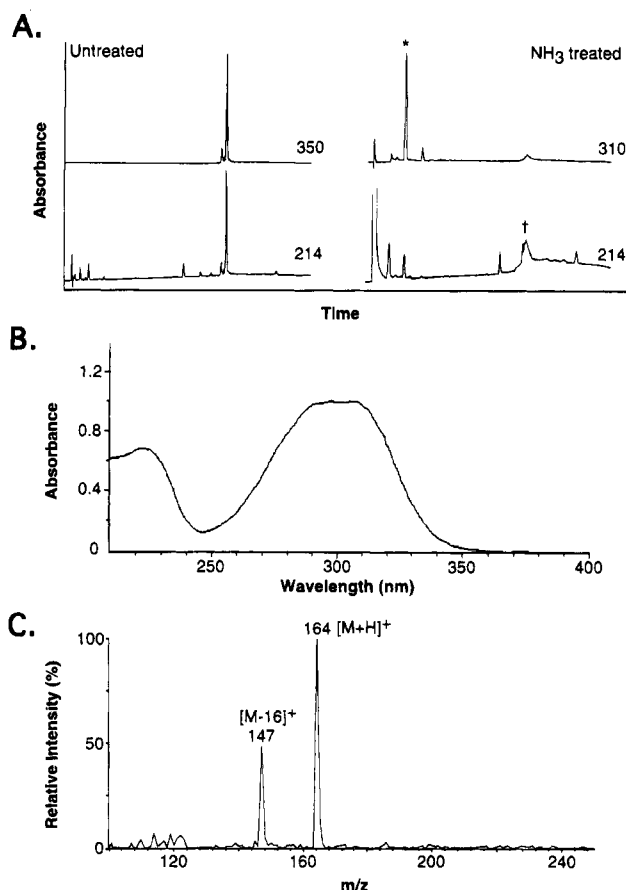 A.
Untreated
*
NH3 treated
350
310
†
214
214
Absorbance
Time
B.
1.2
0.8
0.4
0
Absorbance
250
300
350
400
Wavelength (nm)
C.
100
50
0
Relative Intensity (%)
164 [M+H]+
[M-16]+
147
120
160
200
240
m/z